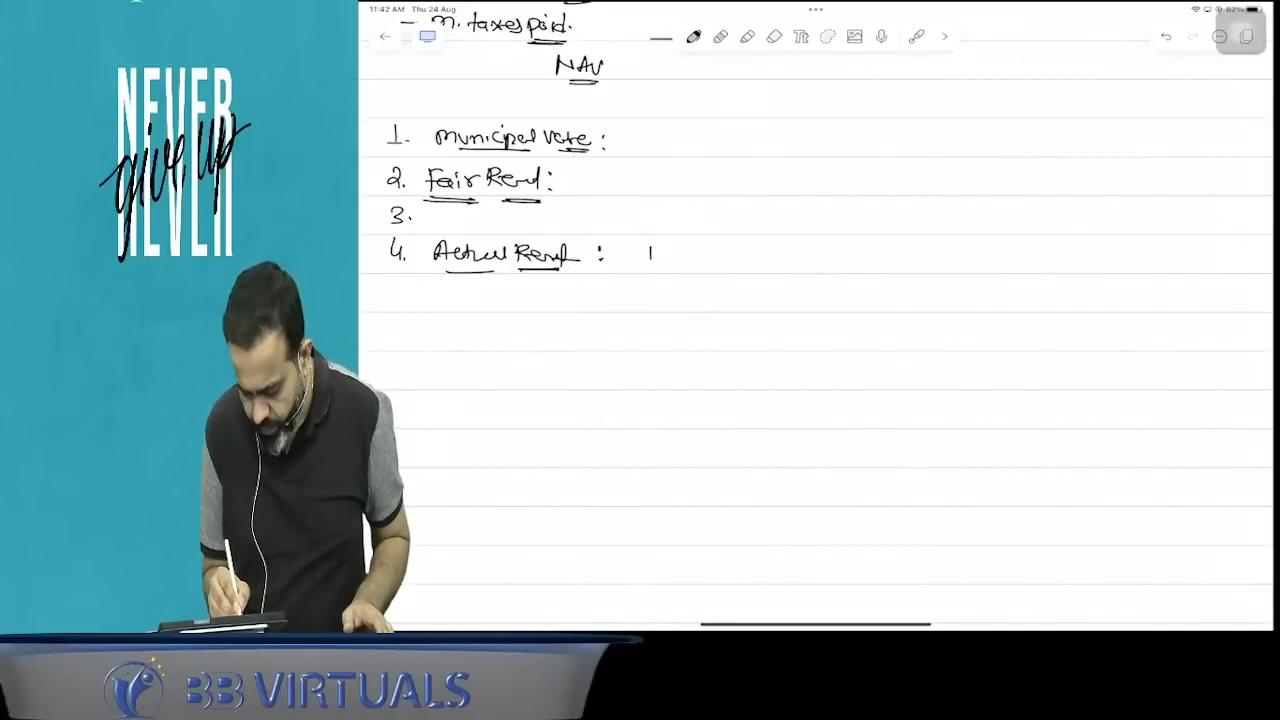 11:42 AM Thu 24 Aug
82%
- M. taxes paid.
NAV
NEVER
give up
NEVER
1. Municipal Value :
2. Fair Rent :
3.
4. Actual Rent :
BB VIRTUALS